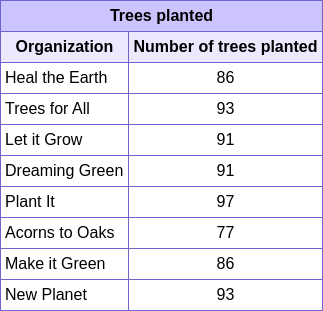 Trees planted
Organization Number of trees planted
Heal the Earth 86
Trees for All 93
Let it Grow 91
Dreaming Green 91
Plant It 97
Acorns to Oaks 77
Make it Green 86
New Planet 93